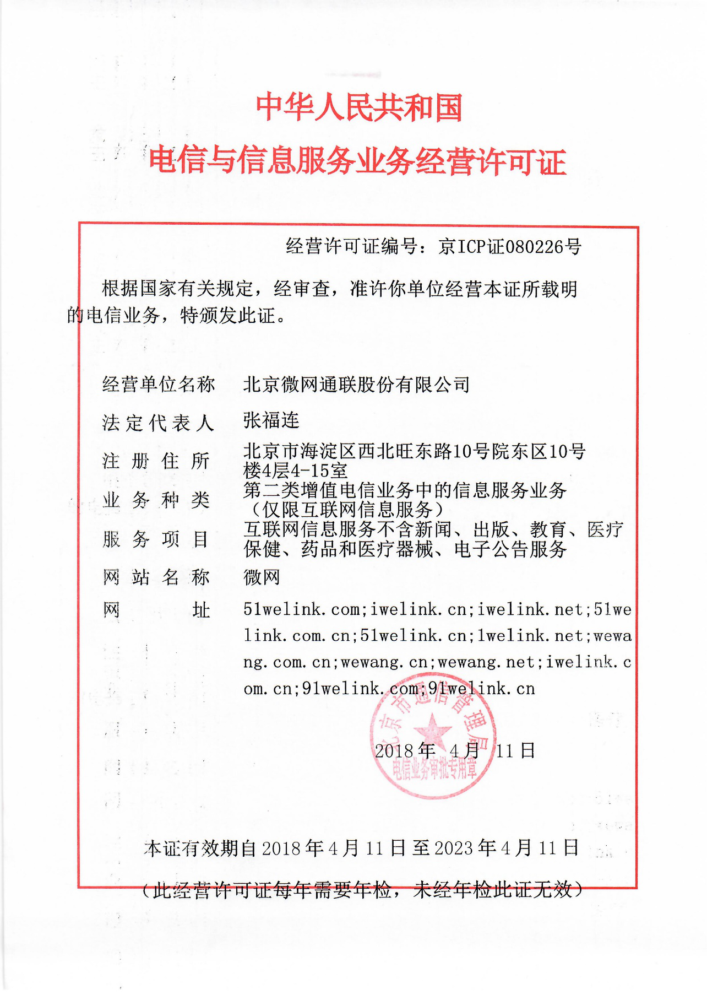 中华人民共和国
电信与信息服务业务经营许可证
经营许可证编号：京ICP证080226号
根据国家有关规定，经审查，准许你单位经营本证所载明
的电信业务，特颁发此证。
经营单位名称 北京微网通联股份有限公司
法定代表人 张福连
注册住所 北京市海淀区西北旺东路10号院东区10号
楼4层4-15室
业务种类 第二类增值电信业务中的信息服务业务
（仅限互联网信息服务）
服务项目 互联网信息服务不含新闻、出版、教育、医疗
保健、药品和医疗器械、电子公告服务
网站名称 微网
网址 51welink.com;iwelink.cn;iwelink.net;51we
link.com.cn;51welink.cn;1welink.net;wewa
ng.com.cn;wewang.cn;wewang.net;iwelink.c
om.cn;91welink.com;91welink.cn
北京市通信管理局
2018年 4月 11日
电信业务审批专用章
本证有效期自2018年4月11日至2023年4月11日
（此经营许可证每年需要年检，未经年检此证无效）